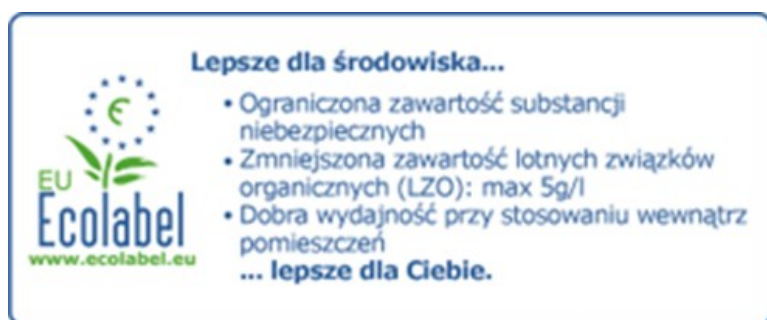 Lepsze dla środowiska...
• Ograniczona zawartość substancji
niebezpiecznych
• Zmniejszona zawartość lotnych związków
organicznych (LZO): max 5g/l
• Dobra wydajność przy stosowaniu wewnątrz
pomieszczeń
... lepsze dla Ciebie.
EU
Ecolabel
www.ecolabel.eu